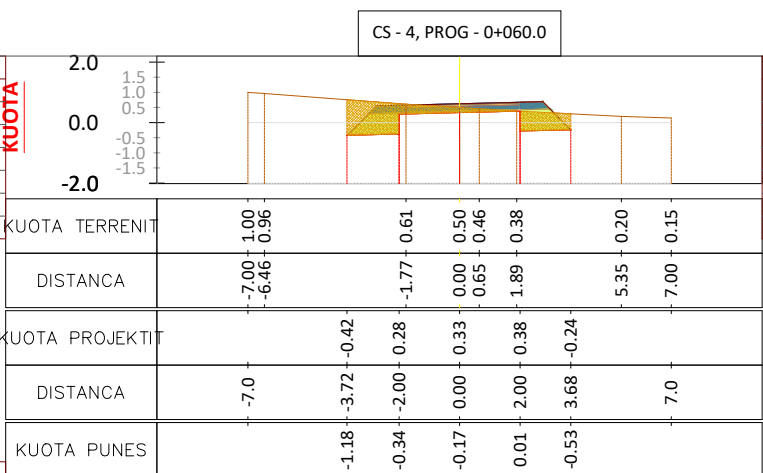 CS - 4, PROG - 0+060.0
KUOTA
2.0
1.5
1.0
0.5
0.0
-0.5
-1.0
-1.5
-2.0
KUOTA TERRENIT 1.00 0.96 0.61 0.50 0.46 0.38 0.20 0.15
DISTANCA -7.00 -6.46 -1.77 0.00 0.65 1.89 5.35 7.00
KUOTA PROJEKTIT -0.42 0.28 0.33 0.38 -0.24
DISTANCA -7.0 -3.72 -2.00 0.00 2.00 3.68 7.0
KUOTA PUNES -1.18 -0.34 -0.17 0.01 -0.53